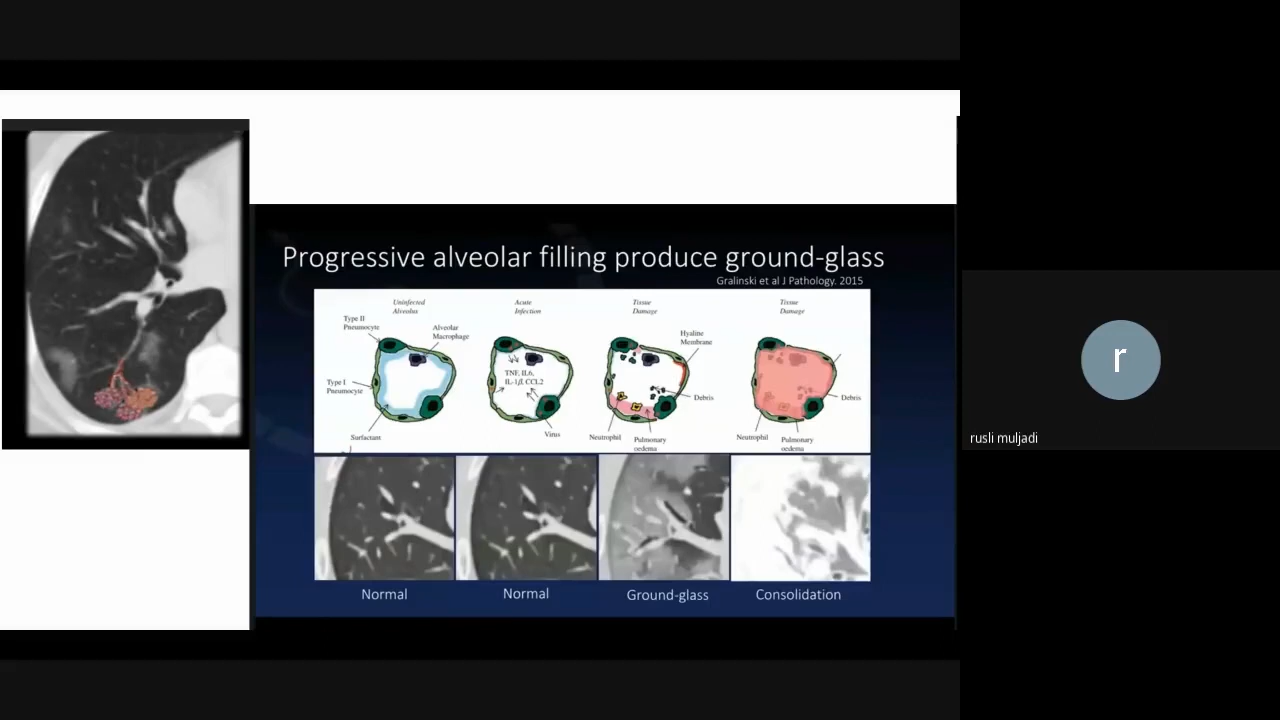 Progressive alveolar filling produce ground-glass
Gralinski et al J Pathology. 2015
Uninfected
Alveolus
Acute
Infection
Tissue
Damage
Tissue
Damage
Type II
Pneumocyte
Alveolar
Macrophage
Hyaline
Membrane
TNF, IL6,
IL-1β, CCL2
Type I
Pneumocyte
Debris
Debris
Surfactant
Virus
Neutrophil
Pulmonary
oedema
Neutrophil
Pulmonary
oedema
Normal
Normal
Ground-glass
Consolidation
r
rusli muljadi